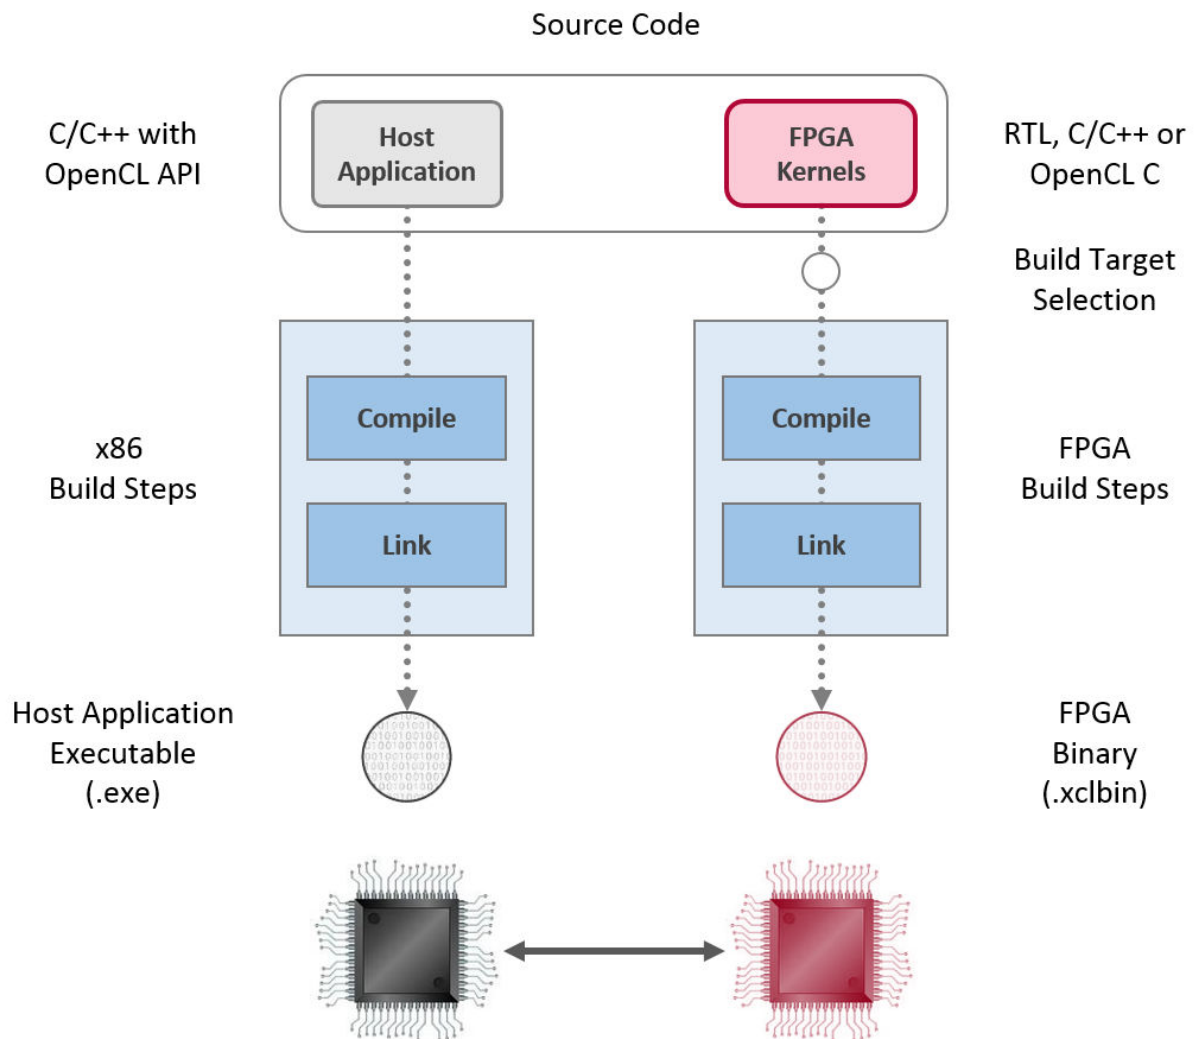 Source Code
C/C++ with
OpenCL API
Host
Application
FPGA
Kernels
RTL, C/C++ or
OpenCL C
Build Target
Selection
x86
Build Steps
Compile
Link
Compile
Link
FPGA
Build Steps
Host Application
Executable
(.exe)
FPGA
Binary
(.xclbin)